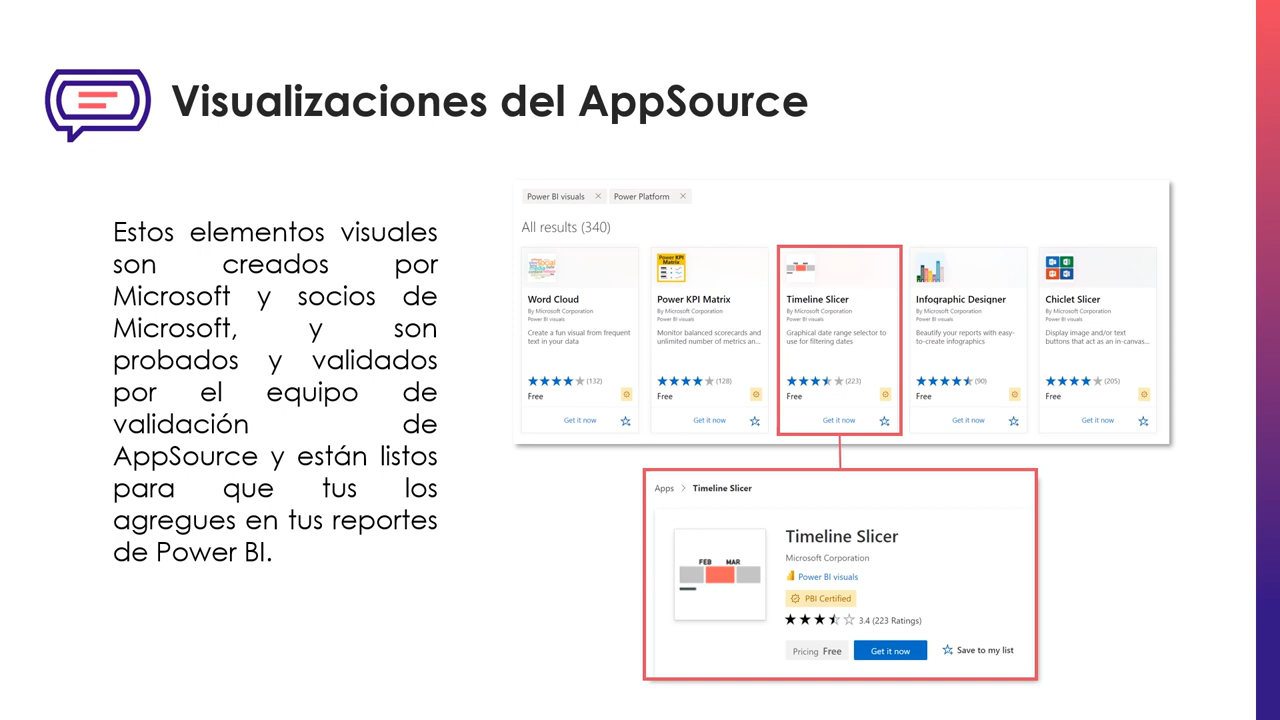 Visualizaciones del AppSource
Estos elementos visuales
son creados por
Microsoft y socios de
Microsoft, y son
probados y validados
por el equipo de
validación de
AppSource y están listos
para que tus los
agregues en tus reportes
de Power BI.
Power BI visuals ✕ Power Platform ✕
All results (340)
Word Cloud
By Microsoft Corporation
Power BI visuals
Create a fun visual from frequent
text in your data
(132)
Free
Get it now
Power KPI
Matrix
Power KPI Matrix
By Microsoft Corporation
Power BI visuals
Monitor balanced scorecards and
unlimited number of metrics an...
(128)
Free
Get it now
Timeline Slicer
By Microsoft Corporation
Power BI visuals
Graphical date range selector to
use for filtering dates
(223)
Free
Get it now
Infographic Designer
By Microsoft Corporation
Power BI visuals
Beautify your reports with easy-
to-create infographics
(90)
Free
Get it now
Chiclet Slicer
By Microsoft Corporation
Power BI visuals
Display image and/or text
buttons that act as an in-canvas...
(205)
Free
Get it now
Apps > Timeline Slicer
FEB MAR
Timeline Slicer
Microsoft Corporation
Power BI visuals
PBI Certified
3.4 (223 Ratings)
Pricing Free Get it now Save to my list